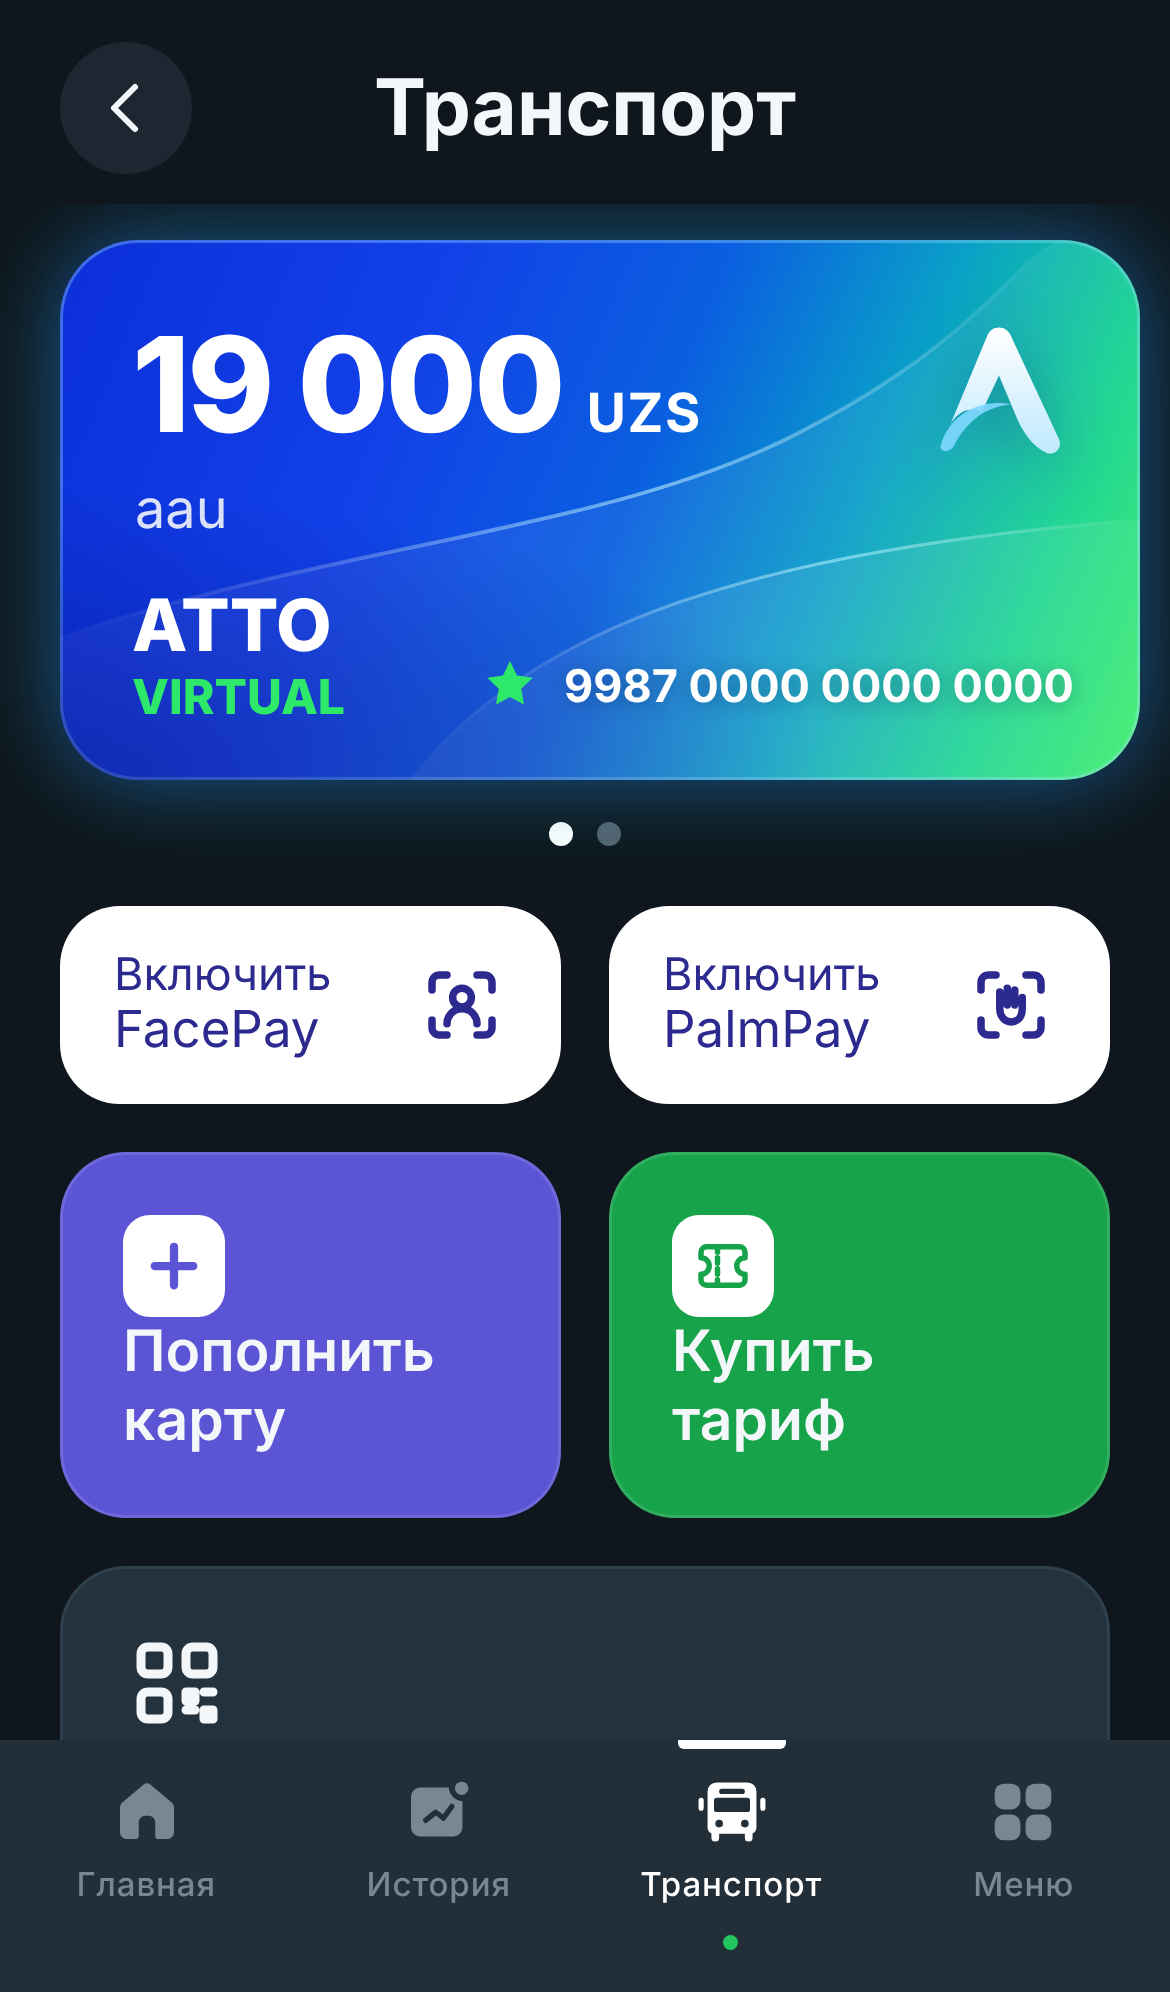 Транспорт
19 000 UZS
aau
ATTO
VIRTUAL
9987 0000 0000 0000
Включить
FacePay
Включить
PalmPay
Пополнить
карту
Купить
тариф
Главная
История
Транспорт
Меню